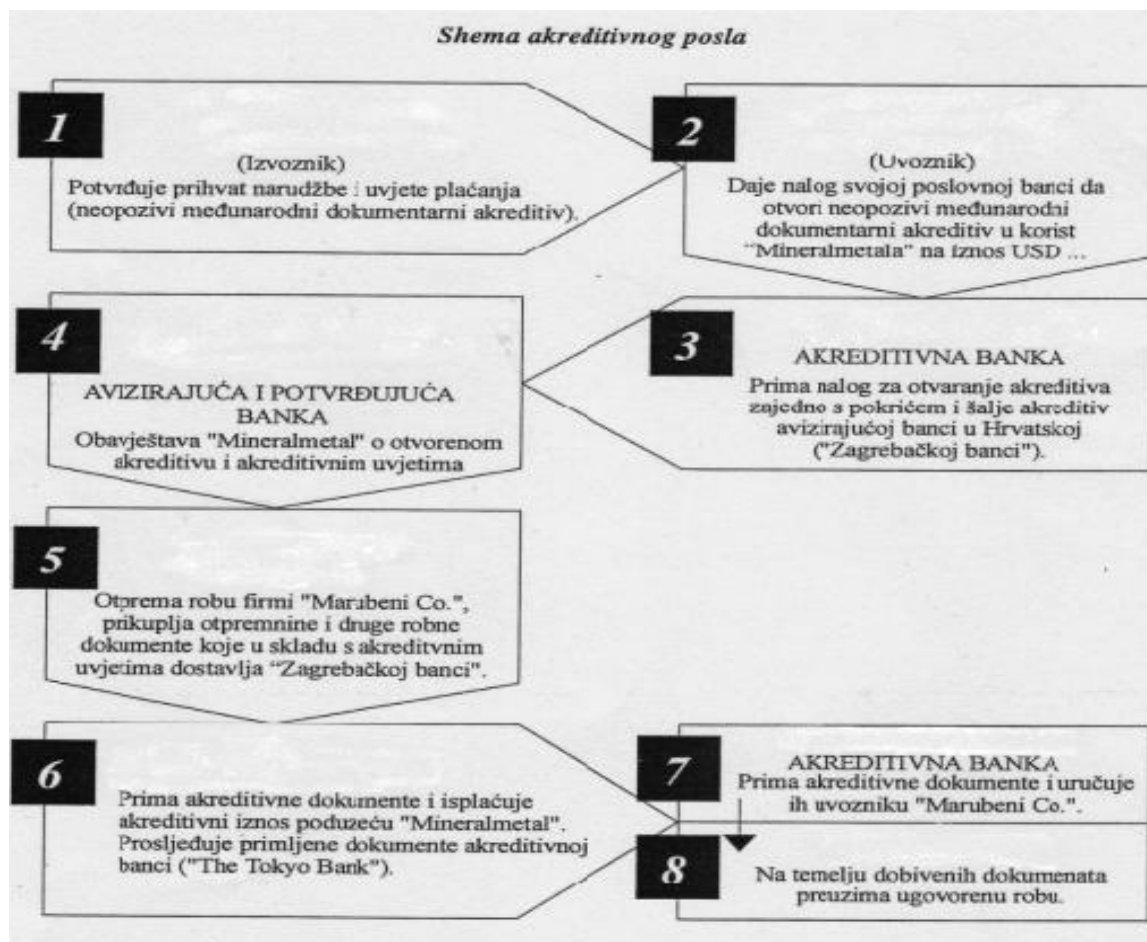 Shema akreditivnog posla
1
(Izvoznik)
Potvrđuje prihvat narudžbe i uvjete plaćanja
(neopozivi međunarodni dokumentarni akreditiv).
2
(Uvoznik)
Daje nalog svojoj poslovnoj banci da
otvori neopozivi međunarodni
dokumentarni akreditiv u korist
"Mineralmetala" na iznos USD ...
3
AKREDITIVNA BANKA
Prima nalog za otvaranje akreditiva
zajedno s pokrićem i šalje akreditiv
avizirajućoj banci u Hrvatskoj
("Zagrebačkoj banci").
4
AVIZIRAJUĆA I POTVRĐUJUĆA
BANKA
Obavještava "Mineralmetal" o otvorenom
akreditivu i akreditivnim uvjetima
5
Otprema robu firmi "Marubeni Co.",
prikuplja otpremnine i druge robne
dokumente koje u skladu s akreditvnim
uvjetima dostavlja "Zagrebačkoj banci".
6
Prima akreditivne dokumente i isplaćuje
akreditivni iznos poduzeću "Mineralmetal".
Prosljeđuje primljene dokumente akreditivnoj
banci ("The Tokyo Bank").
7
AKREDITIVNA BANKA
Prima akreditivne dokumente i uručuje
ih uvozniku "Marubeni Co.".
8
Na temelju dobivenih dokumenata
preuzima ugovorenu robu.